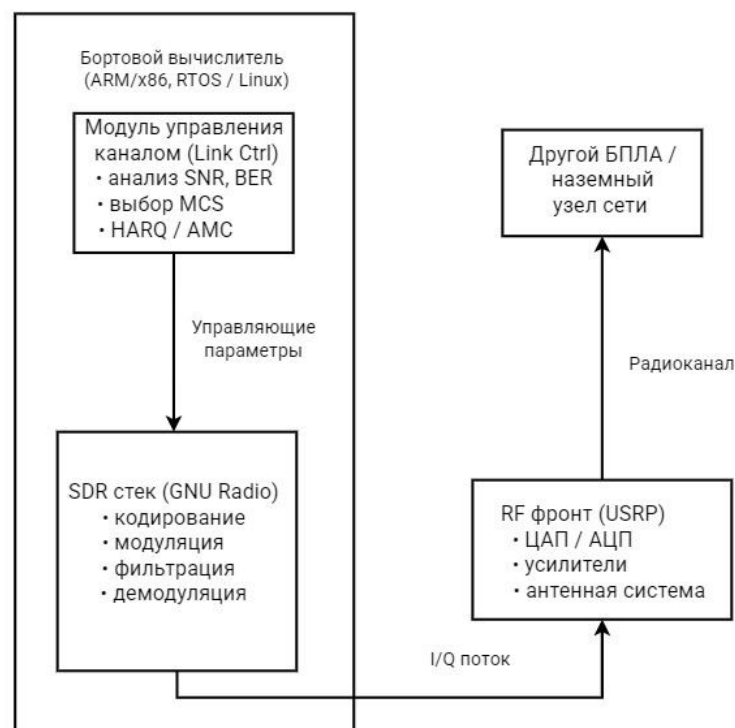 Бортовой вычислитель
(ARM/x86, RTOS / Linux)
Модуль управления
каналом (Link Ctrl)
• анализ SNR, BER
• выбор MCS
• HARQ / AMC
Управляющие
параметры
SDR стек (GNU Radio)
• кодирование
• модуляция
• фильтрация
• демодуляция
I/Q поток
RF фронт (USRP)
• ЦАП / АЦП
• усилители
• антенная система
Радиоканал
Другой БПЛА /
наземный
узел сети